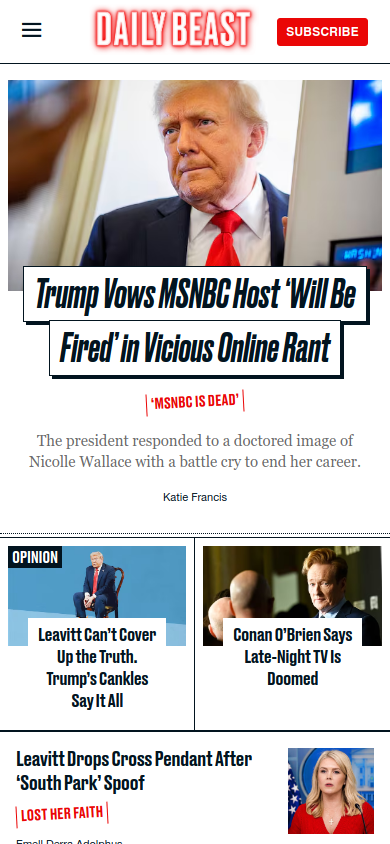 DAILY BEAST
SUBSCRIBE
Trump Vows MSNBC Host ‘Will Be
Fired’ in Vicious Online Rant
‘MSNBC IS DEAD’
The president responded to a doctored image of
Nicolle Wallace with a battle cry to end her career.
Katie Francis
OPINION
Leavitt Can’t Cover
Up the Truth.
Trump’s Cankles
Say It All
Conan O’Brien Says
Late-Night TV Is
Doomed
Leavitt Drops Cross Pendant After
‘South Park’ Spoof
LOST HER FAITH